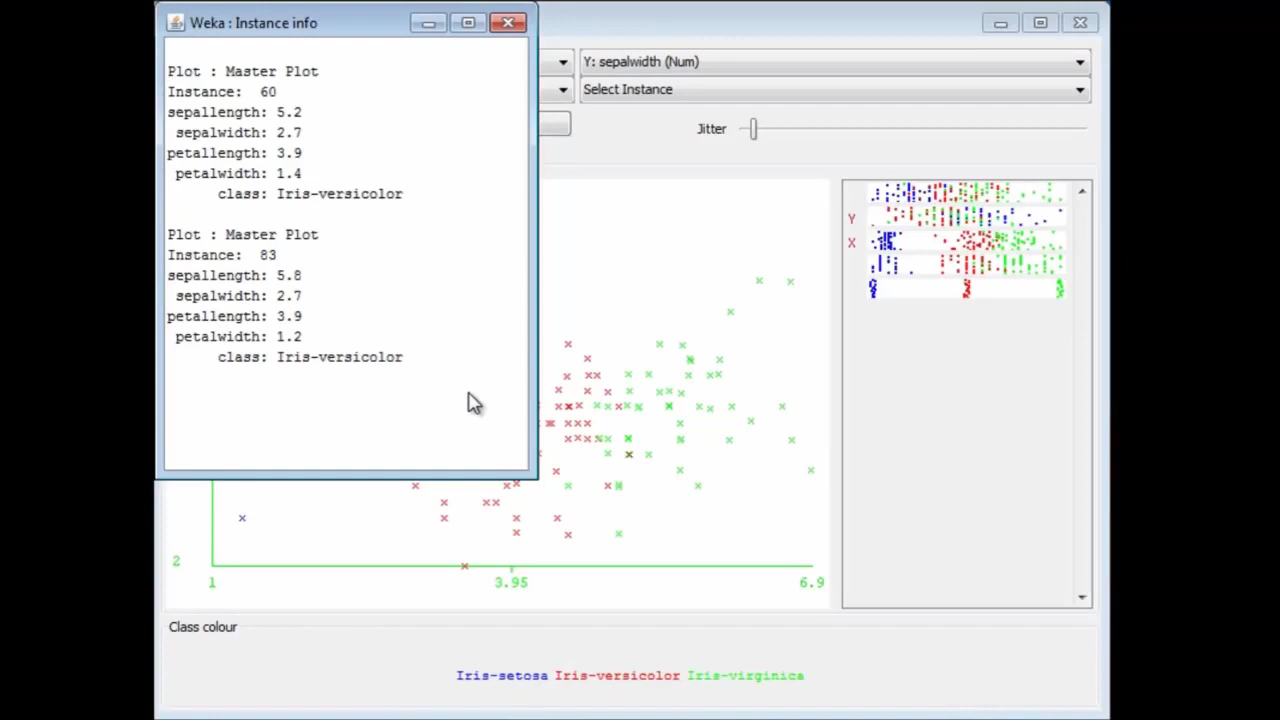 Weka : Instance info
Plot : Master Plot
Instance: 60
sepallength: 5.2
sepalwidth: 2.7
petallength: 3.9
petalwidth: 1.4
class: Iris-versicolor
Plot : Master Plot
Instance: 83
sepallength: 5.8
sepalwidth: 2.7
petallength: 3.9
petalwidth: 1.2
class: Iris-versicolor
Y: sepalwidth (Num)
Select Instance
Jitter
Y
X
2
1 3.95 6.9
Class colour
Iris-setosa Iris-versicolor Iris-virginica